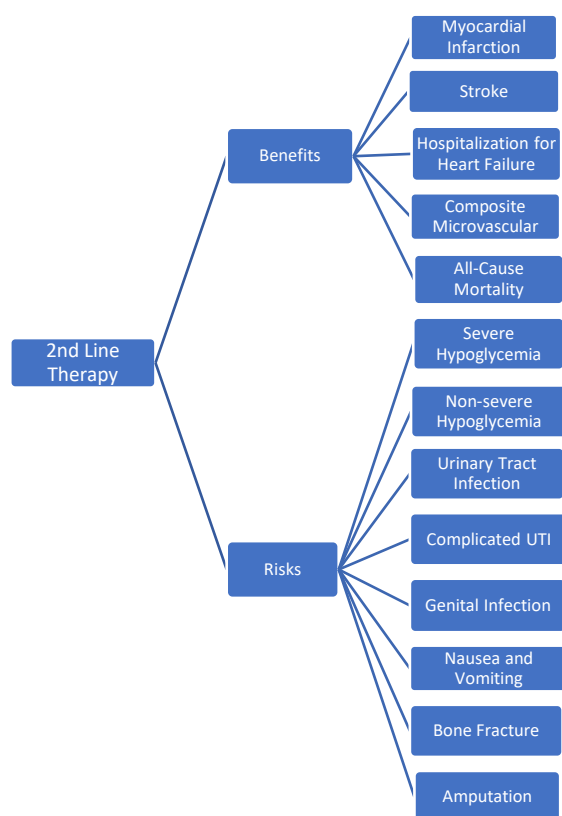 Myocardial
Infarction
Stroke
Benefits
Hospitalization for
Heart Failure
Composite
Microvascular
All-Cause
Mortality
2nd Line
Therapy
Severe
Hypoglycemia
Non-severe
Hypoglycemia
Urinary Tract
Infection
Complicated UTI
Risks
Genital Infection
Nausea and
Vomiting
Bone Fracture
Amputation